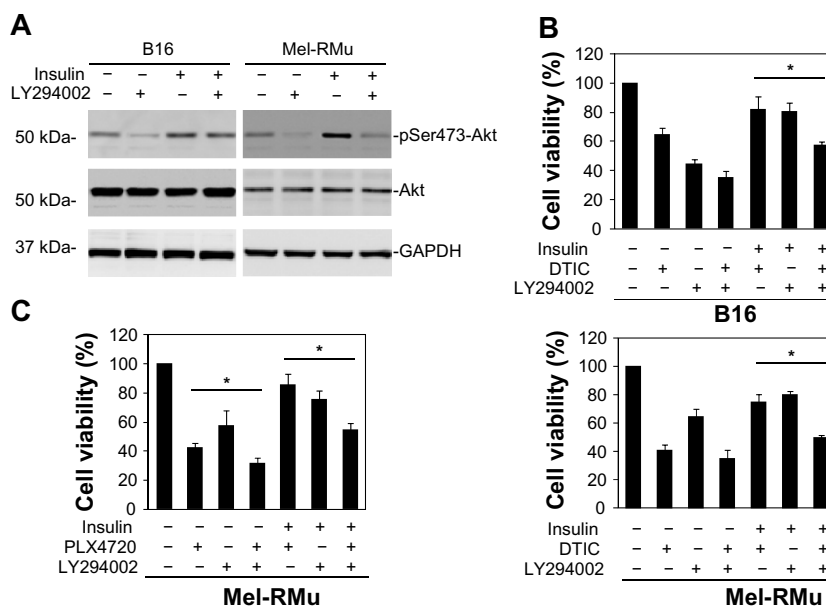 A
B16 Mel-RMu
Insulin – – + + – – + +
LY294002 – + – + – + – +
50 kDa- -pSer473-Akt
50 kDa- -Akt
37 kDa- -GAPDH
B
Cell viability (%)
120
100
80
60
40
20
0
*
Insulin – – – – + + +
DTIC – + – + + – +
LY294002 – – + + – + +
B16
Cell viability (%)
120
100
80
60
40
20
0
*
Insulin – – – – + + +
DTIC – + – + + – +
LY294002 – – + + – + +
Mel-RMu
C
Cell viability (%)
120
100
80
60
40
20
0
* *
Insulin – – – – + + +
PLX4720 – + – + + – +
LY294002 – – + + – + +
Mel-RMu